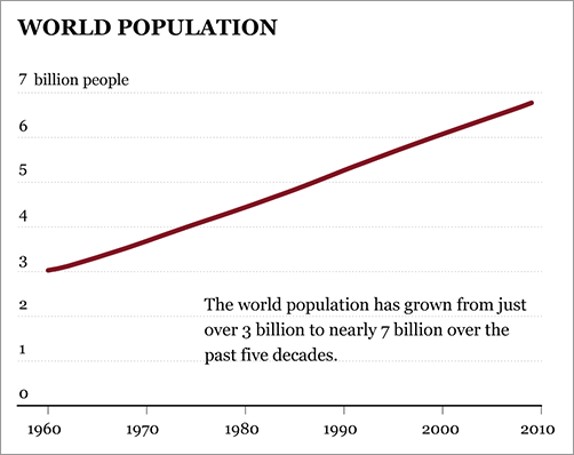 WORLD POPULATION
7 billion people
6
5
4
3
2
1
0
The world population has grown from just
over 3 billion to nearly 7 billion over the
past five decades.
1960 1970 1980 1990 2000 2010